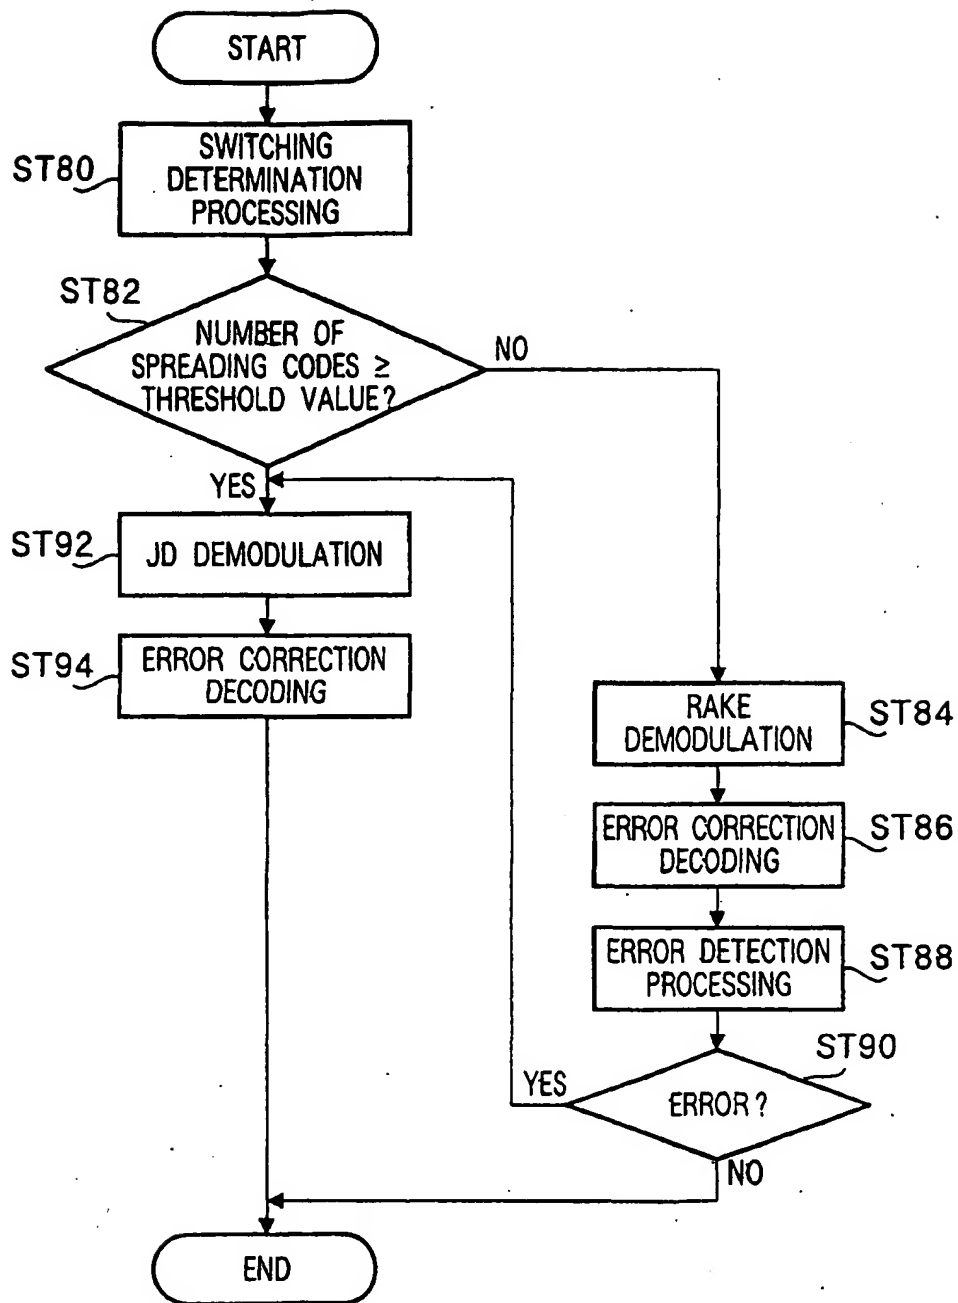 START
ST80
SWITCHING
DETERMINATION
PROCESSING
ST82
NUMBER OF
SPREADING CODES ≥
THRESHOLD VALUE?
NO
YES
ST92
JD DEMODULATION
ST94
ERROR CORRECTION
DECODING
RAKE
DEMODULATION
ST84
ERROR CORRECTION
DECODING
ST86
ERROR DETECTION
PROCESSING
ST88
ST90
YES
ERROR?
NO
END